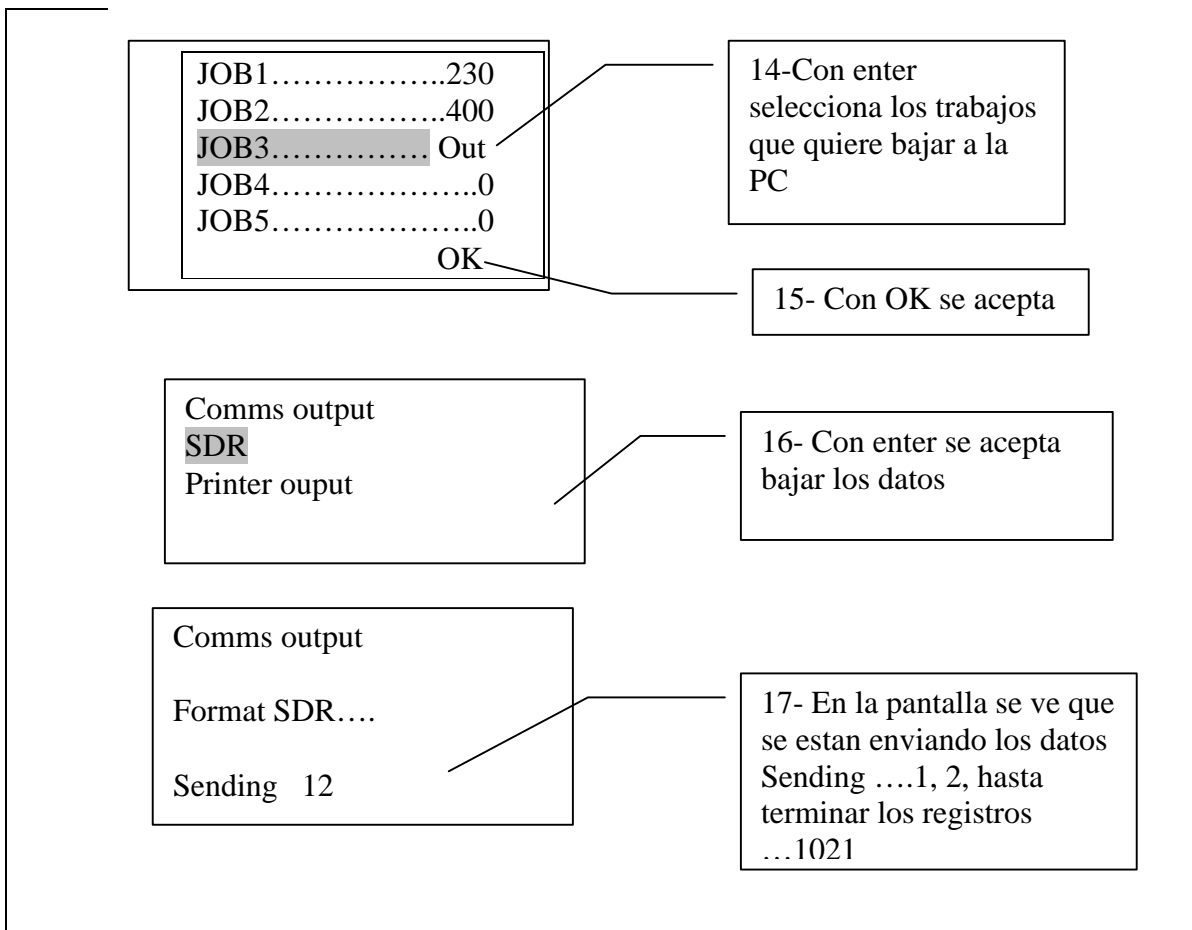 JOB1……………..230
JOB2……………..400
JOB3…………… Out
JOB4………………..0
JOB5………………..0
OK
14-Con enter
selecciona los trabajos
que quiere bajar a la
PC
15- Con OK se acepta
Comms output
SDR
Printer ouput
16- Con enter se acepta
bajar los datos
Comms output
Format SDR….
Sending 12
17- En la pantalla se ve que
se estan enviando los datos
Sending ….1, 2, hasta
terminar los registros
…1021